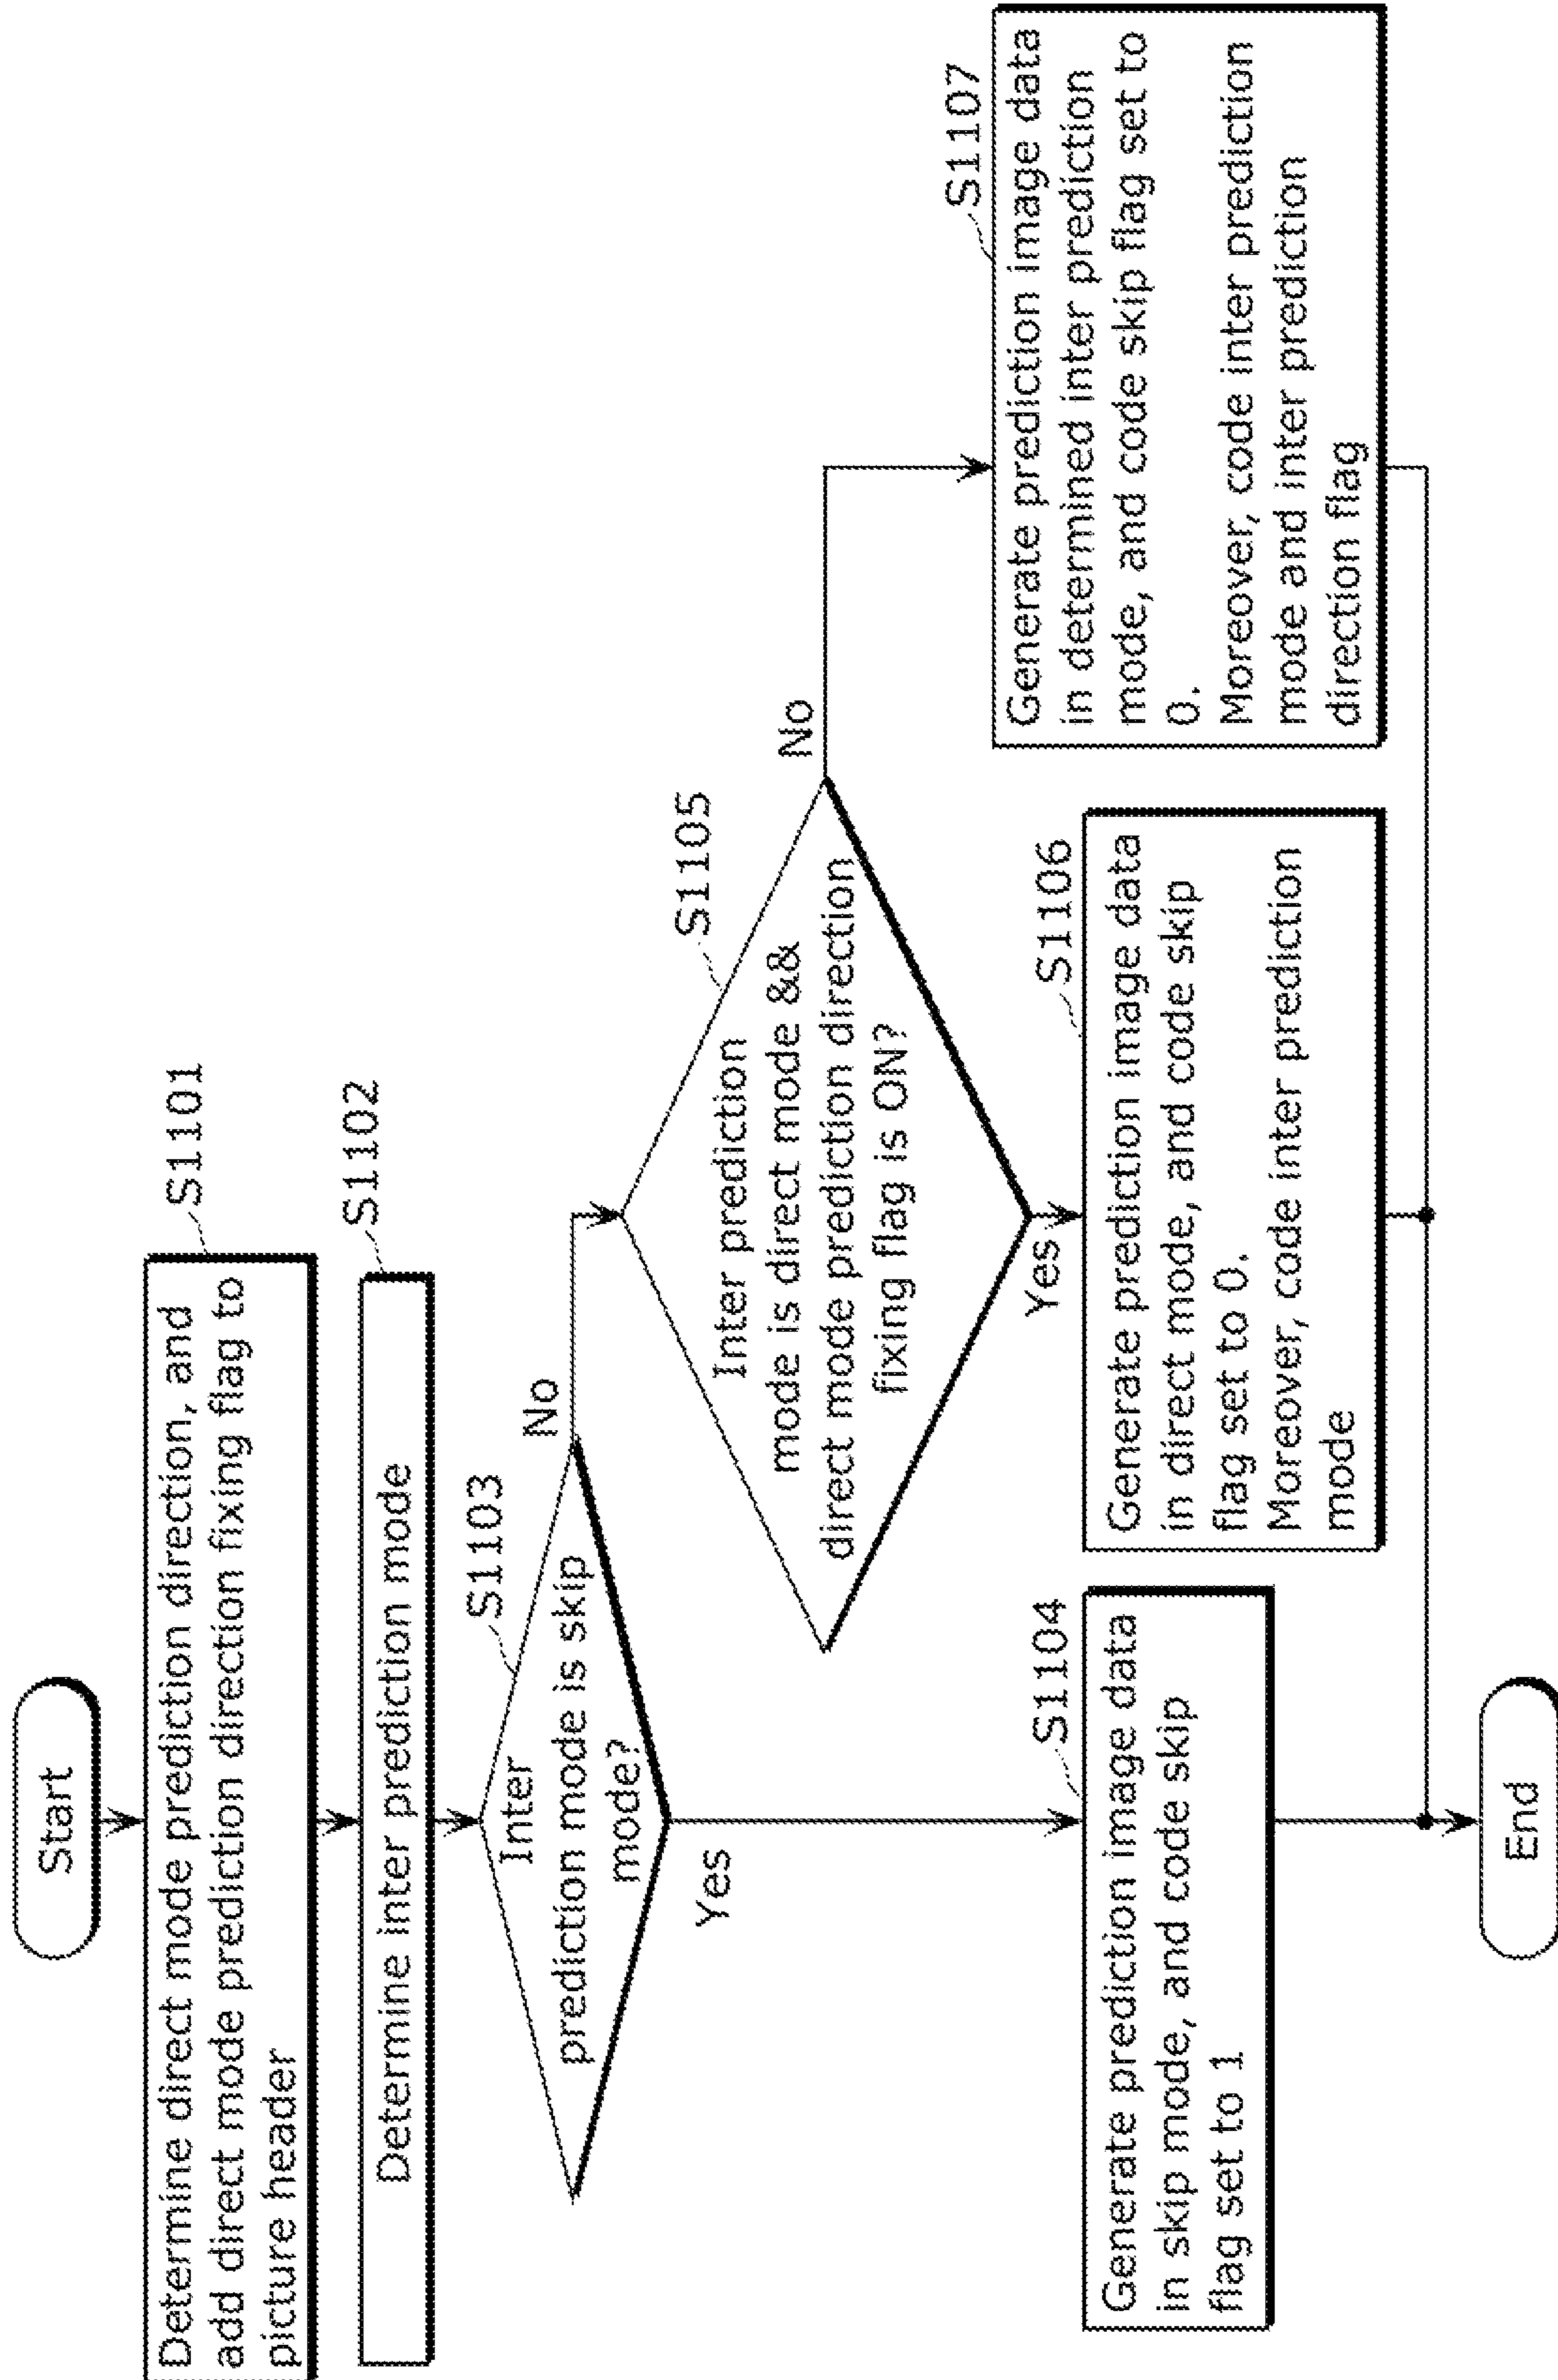 Start
S1101
Determine direct mode prediction direction, and
add direct mode prediction direction fixing flag to
picture header
S1102
Determine inter prediction mode
S1103
Inter
prediction mode is skip
mode?
No
Yes
S1105
Inter prediction
mode is direct mode &&
direct mode prediction direction
fixing flag is ON?
No
Yes
S1104
Generate prediction image data
in skip mode, and code skip
flag set to 1
S1106
Generate prediction image data
in direct mode, and code skip
flag set to 0.
Moreover, code inter prediction
mode
S1107
Generate prediction image data
in determined inter prediction
mode, and code skip flag set to
0.
Moreover, code inter prediction
mode and inter prediction
direction flag
End